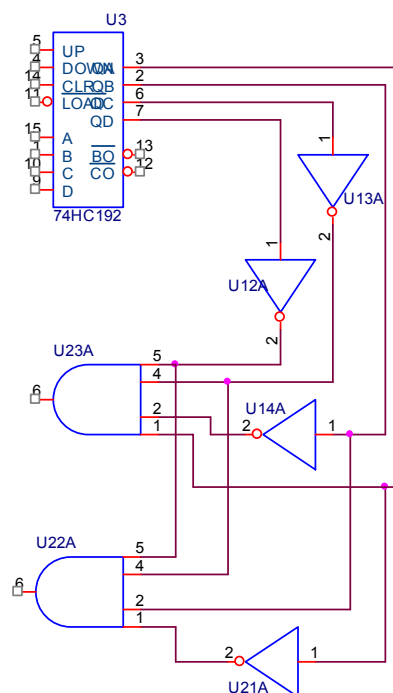 U3
5 UP
4 DOWN QA 3
14 CLR QB 2
11 LOAD QC 6
QD 7
15 A
1 B BO 13
10 C CO 12
9 D
74HC192
1
U13A
2
1
U12A
2
U23A
5
4
6
2
1
2 U14A 1
U22A
5
4
6
2
1
2 1
U21A